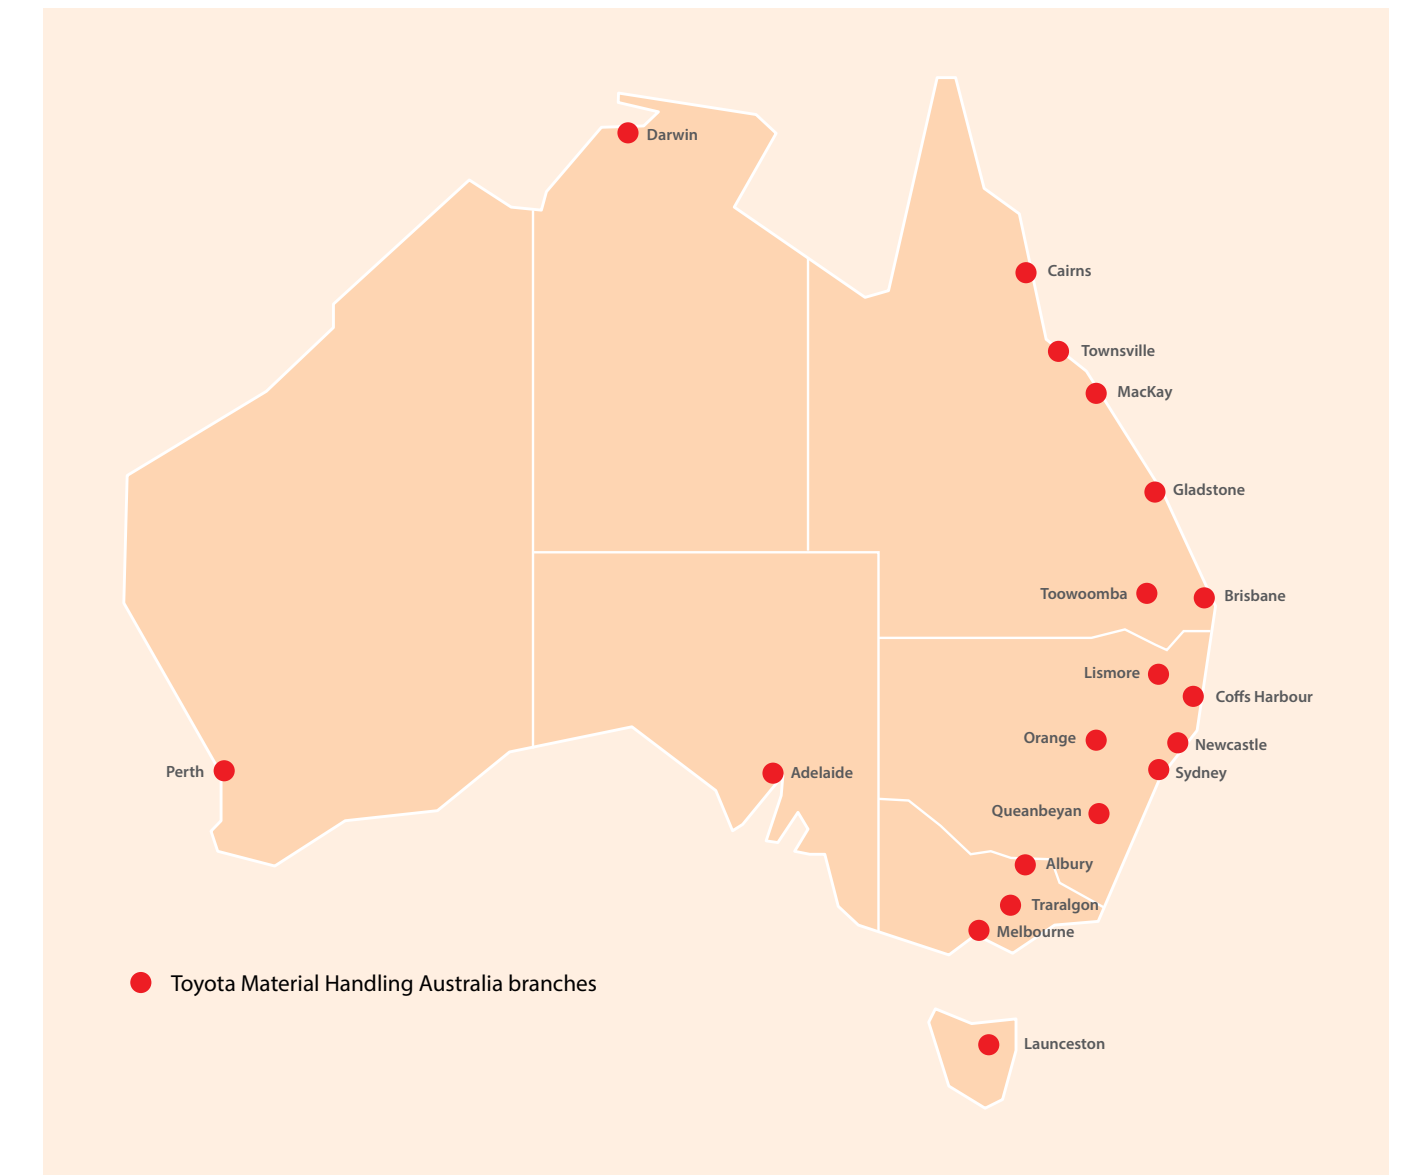 Darwin
Cairns
Townsville
MacKay
Gladstone
Toowoomba
Brisbane
Lismore
Coffs Harbour
Orange
Newcastle
Perth
Adelaide
Sydney
Queanbeyan
Albury
Traralgon
Melbourne
Toyota Material Handling Australia branches
Launceston